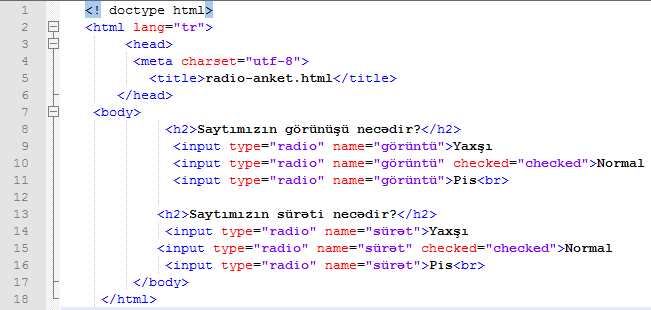 1 <! doctype html>
2 <html lang="tr">
3 <head>
4 <meta charset="utf-8">
5 <title>radio-anket.html</title>
6 </head>
7 <body>
8 <h2>Saytımızın görünüşü necədir?</h2>
9 <input type="radio" name="görüntü">Yaxşı
10 <input type="radio" name="görüntü" checked="checked">Normal
11 <input type="radio" name="görüntü">Pis<br>
12
13 <h2>Saytımızın sürəti necədir?</h2>
14 <input type="radio" name="sürət">Yaxşı
15 <input type="radio" name="sürət" checked="checked">Normal
16 <input type="radio" name="sürət">Pis<br>
17 </body>
18 </html>